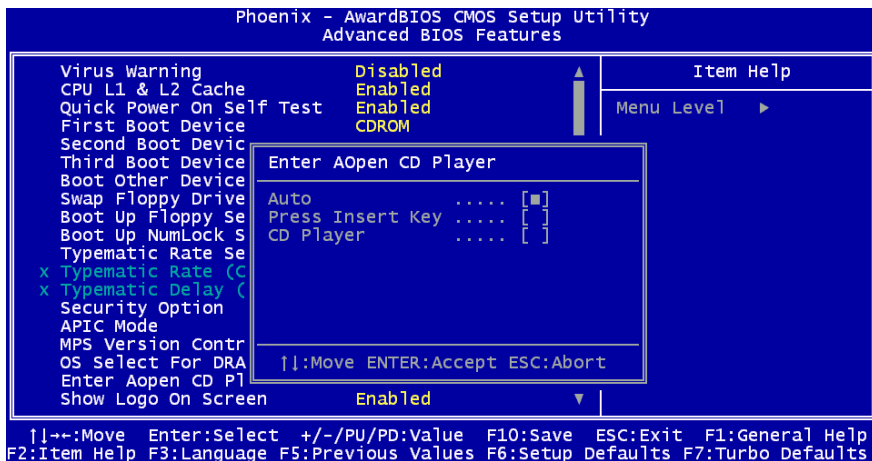 Phoenix - AwardBIOS CMOS Setup Utility
Advanced BIOS Features
Virus Warning Disabled
CPU L1 & L2 Cache Enabled
Quick Power On Self Test Enabled
First Boot Device CDROM
Second Boot Devic
Third Boot Device
Boot Other Device
Swap Floppy Drive
Boot Up Floppy Se
Boot Up NumLock S
Typematic Rate Se
x Typematic Rate (C
x Typematic Delay (
Security Option
APIC Mode
MPS Version Contr
OS Select For DRA
Enter Aopen CD Pl
Show Logo On Screen Enabled
Item Help
Menu Level ▶
Enter AOpen CD Player
Auto ..... [■]
Press Insert Key ..... [ ]
CD Player ..... [ ]
↑↓:Move ENTER:Accept ESC:Abort
↑↓→←:Move Enter:Select +/-/PU/PD:Value F10:Save ESC:Exit F1:General Help
F2:Item Help F3:Language F5:Previous Values F6:Setup Defaults F7:Turbo Defaults